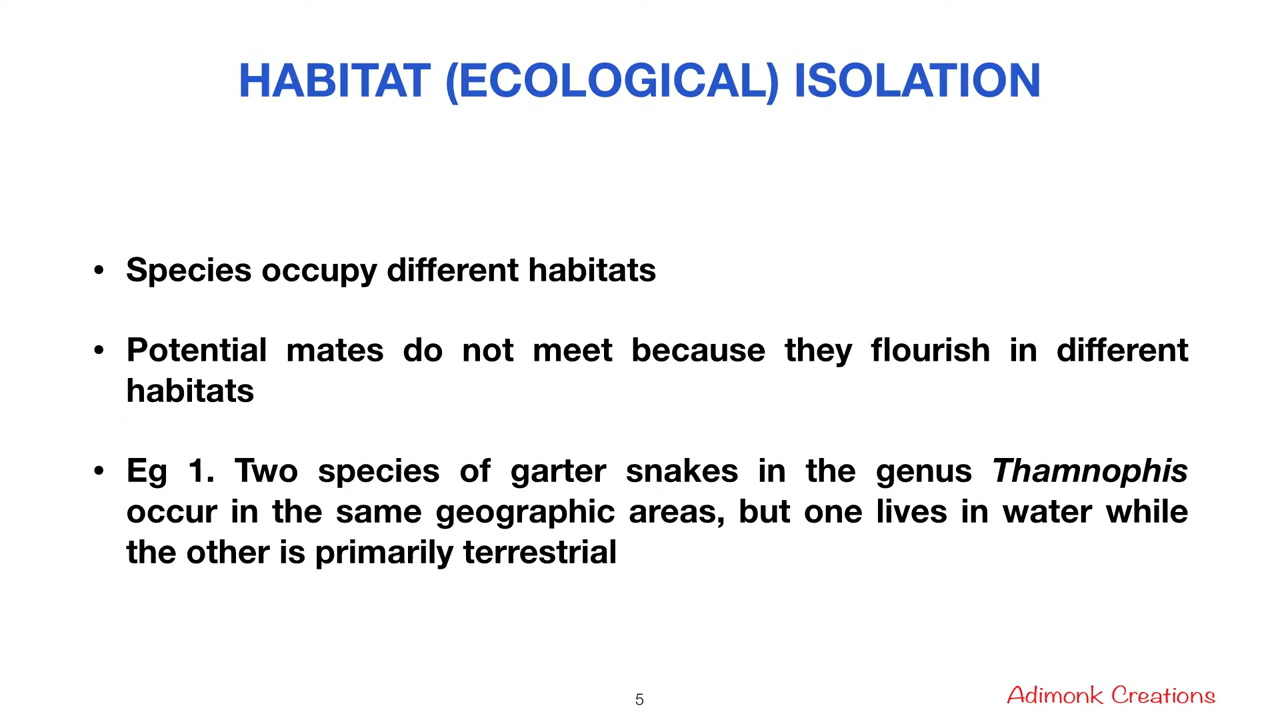 HABITAT (ECOLOGICAL) ISOLATION
• Species occupy different habitats
• Potential mates do not meet because they flourish in different
habitats
• Eg 1. Two species of garter snakes in the genus Thamnophis
occur in the same geographic areas, but one lives in water while
the other is primarily terrestrial
5
Adimonk Creations